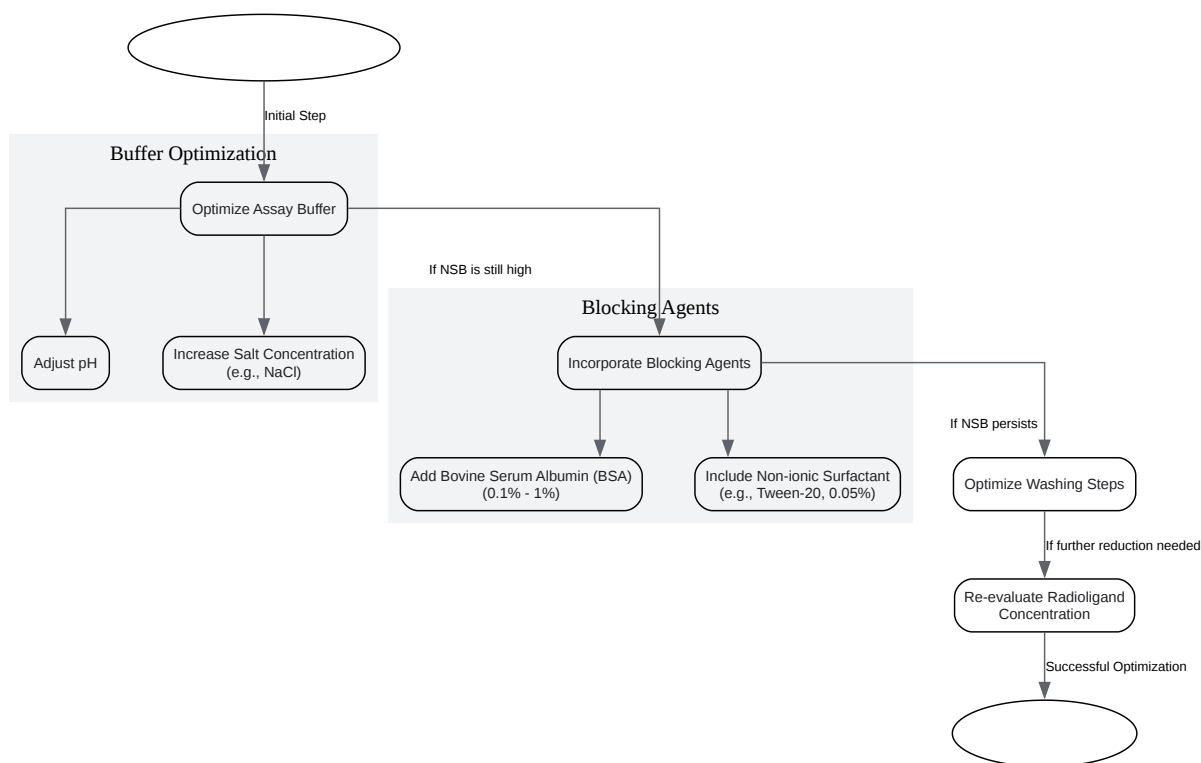 Initial Step
Buffer Optimization
Optimize Assay Buffer
If NSB is still high
Blocking Agents
Adjust pH
Increase Salt Concentration
(e.g., NaCl)
Incorporate Blocking Agents
If NSB persists
Add Bovine Serum Albumin (BSA)
(0.1% - 1%)
Include Non-ionic Surfactant
(e.g., Tween-20, 0.05%)
Optimize Washing Steps
If further reduction needed
Re-evaluate Radioligand
Concentration
Successful Optimization